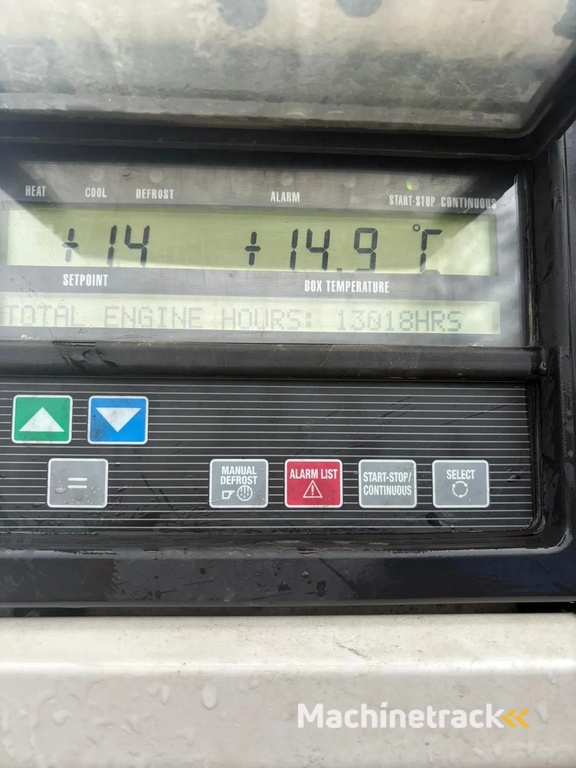 HEAT COOL DEFROST ALARM START-STOP CONTINUOUS
+14 +14.9 °C
SETPOINT BOX TEMPERATURE
TOTAL ENGINE HOURS: 13018HRS
=
MANUAL DEFROST
ALARM LIST
START-STOP/ CONTINUOUS
SELECT
Machinetrack